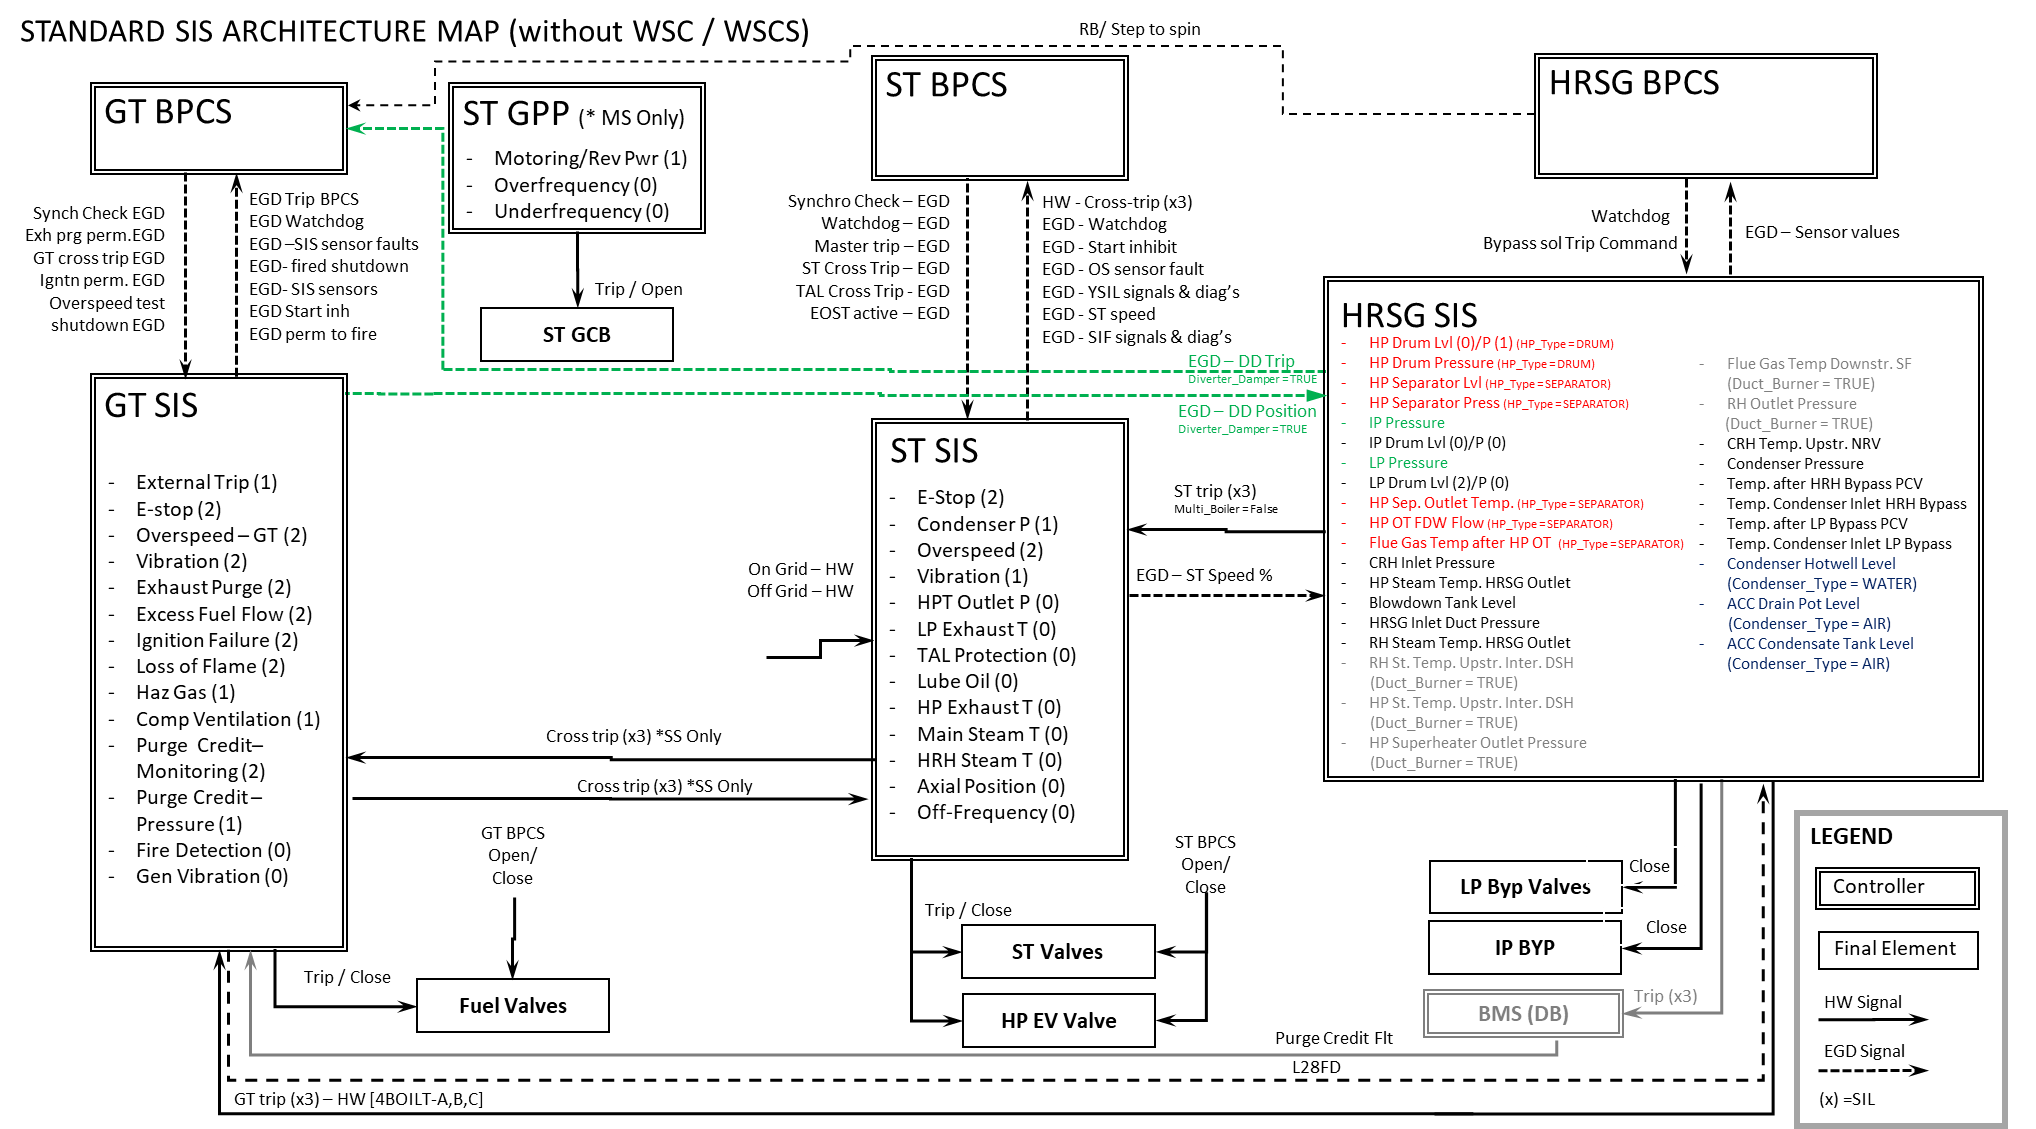 STANDARD SIS ARCHITECTURE MAP (without WSC / WSCS)
RB/ Step to spin
GT BPCS
ST GPP (* MS Only)
- Motoring/Rev Pwr (1)
- Overfrequency (0)
- Underfrequency (0)
ST BPCS
HRSG BPCS
Synch Check EGD
Exh prg perm.EGD
GT cross trip EGD
Igntn perm. EGD
Overspeed test
shutdown EGD
EGD Trip BPCS
EGD Watchdog
EGD –SIS sensor faults
EGD- fired shutdown
EGD- SIS sensors
EGD Start inh
EGD perm to fire
Trip / Open
ST GCB
Synchro Check – EGD
Watchdog – EGD
Master trip – EGD
ST Cross Trip – EGD
TAL Cross Trip - EGD
EOST active – EGD
HW - Cross-trip (x3)
EGD - Watchdog
EGD - Start inhibit
EGD - OS sensor fault
EGD - YSIL signals & diag's
EGD - ST speed
EGD - SIF signals & diag's
Watchdog
Bypass sol Trip Command
EGD – Sensor values
EGD – DD Trip
Diverter_Damper = TRUE
EGD – DD Position
Diverter_Damper = TRUE
GT SIS
- External Trip (1)
- E-stop (2)
- Overspeed – GT (2)
- Vibration (2)
- Exhaust Purge (2)
- Excess Fuel Flow (2)
- Ignition Failure (2)
- Loss of Flame (2)
- Haz Gas (1)
- Comp Ventilation (1)
- Purge Credit–
Monitoring (2)
- Purge Credit –
Pressure (1)
- Fire Detection (0)
- Gen Vibration (0)
On Grid – HW
Off Grid – HW
ST SIS
- E-Stop (2)
- Condenser P (1)
- Overspeed (2)
- Vibration (1)
- HPT Outlet P (0)
- LP Exhaust T (0)
- TAL Protection (0)
- Lube Oil (0)
- HP Exhaust T (0)
- Main Steam T (0)
- HRH Steam T (0)
- Axial Position (0)
- Off-Frequency (0)
ST trip (x3)
Multi_Boiler = False
EGD – ST Speed %
HRSG SIS
- HP Drum Lvl (0)/P (1) (HP_Type = DRUM)
- HP Drum Pressure (HP_Type = DRUM)
- HP Separator Lvl (HP_Type = SEPARATOR)
- HP Separator Press (HP_Type = SEPARATOR)
- IP Pressure
- IP Drum Lvl (0)/P (0)
- LP Pressure
- LP Drum Lvl (2)/P (0)
- HP Sep. Outlet Temp. (HP_Type = SEPARATOR)
- HP OT FDW Flow (HP_Type = SEPARATOR)
- Flue Gas Temp after HP OT (HP_Type = SEPARATOR)
- CRH Inlet Pressure
- HP Steam Temp. HRSG Outlet
- Blowdown Tank Level
- HRSG Inlet Duct Pressure
- RH Steam Temp. HRSG Outlet
- RH St. Temp. Upstr. Inter. DSH
(Duct_Burner = TRUE)
- HP St. Temp. Upstr. Inter. DSH
(Duct_Burner = TRUE)
- HP Superheater Outlet Pressure
(Duct_Burner = TRUE)
- Flue Gas Temp Downstr. SF
(Duct_Burner = TRUE)
- RH Outlet Pressure
(Duct_Burner = TRUE)
- CRH Temp. Upstr. NRV
- Condenser Pressure
- Temp. after HRH Bypass PCV
- Temp. Condenser Inlet HRH Bypass
- Temp. after LP Bypass PCV
- Temp. Condenser Inlet LP Bypass
- Condenser Hotwell Level
(Condenser_Type = WATER)
- ACC Drain Pot Level
(Condenser_Type = AIR)
- ACC Condensate Tank Level
(Condenser_Type = AIR)
Cross trip (x3) *SS Only
Cross trip (x3) *SS Only
GT BPCS
Open/
Close
Trip / Close
Fuel Valves
Trip / Close
ST BPCS
Open/
Close
ST Valves
HP EV Valve
Close
LP Byp Valves
Close
IP BYP
Trip (x3)
BMS (DB)
Purge Credit Flt
L28FD
GT trip (x3) – HW [4BOILT-A,B,C]
LEGEND
Controller
Final Element
HW Signal
EGD Signal
(x) =SIL